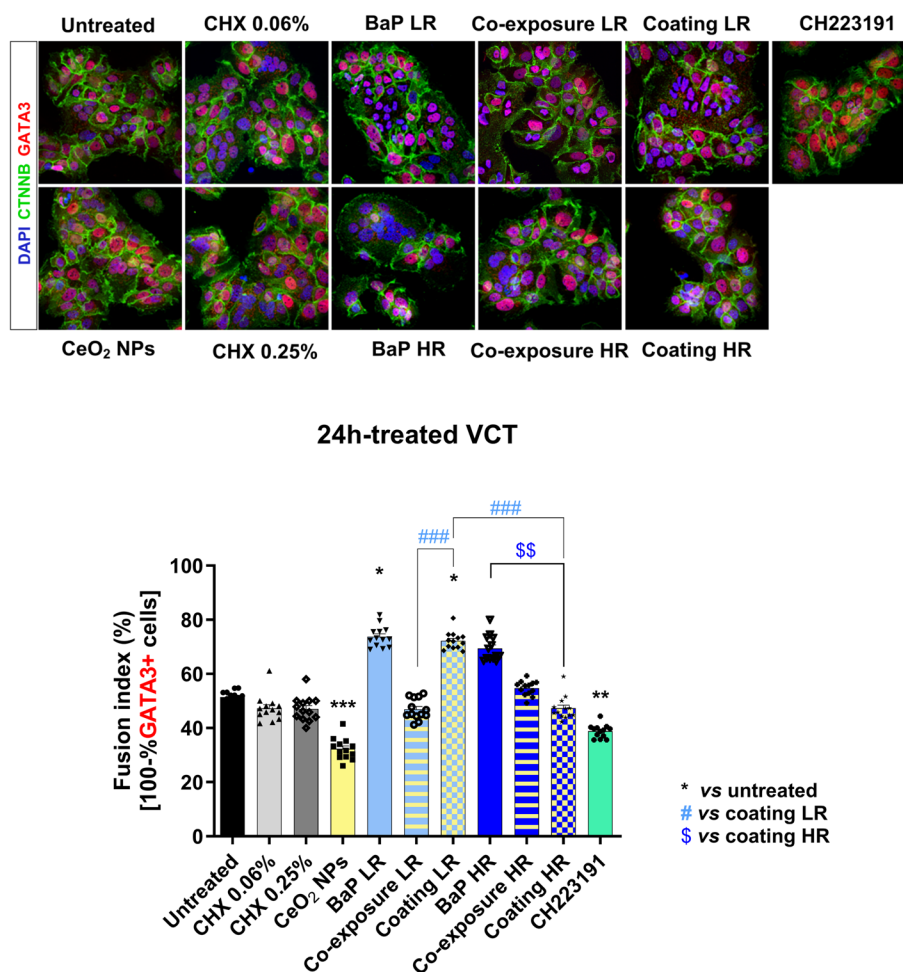 Untreated CHX 0.06% BaP LR Co-exposure LR Coating LR CH223191
DAPI CTNNB GATA3
CeO₂ NPs CHX 0.25% BaP HR Co-exposure HR Coating HR
24h-treated VCT
###
### $$
* *
*** **
Fusion index (%)
[100-%GATA3+ cells]
100
80
60
40
20
0
Untreated
CHX 0.06%
CHX 0.25%
CeO₂ NPs
BaP LR
Co-exposure LR
Coating LR
BaP HR
Co-exposure HR
Coating HR
CH223191
* vs untreated
# vs coating LR
$ vs coating HR